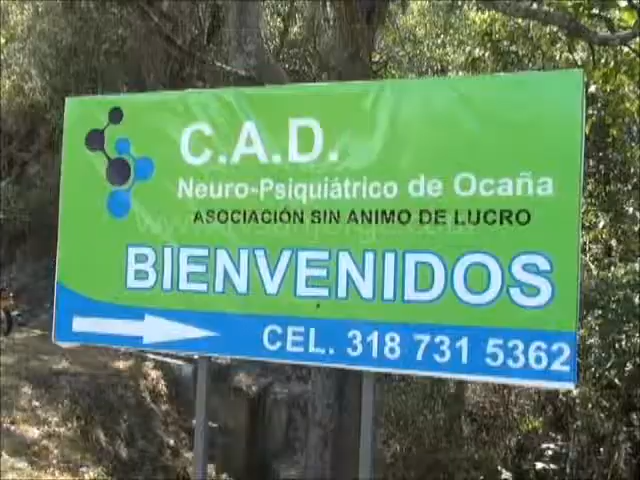 C.A.D.
Neuro-Psiquiátrico de Ocaña
ASOCIACIÓN SIN ANIMO DE LUCRO
BIENVENIDOS
CEL. 318 731 5362